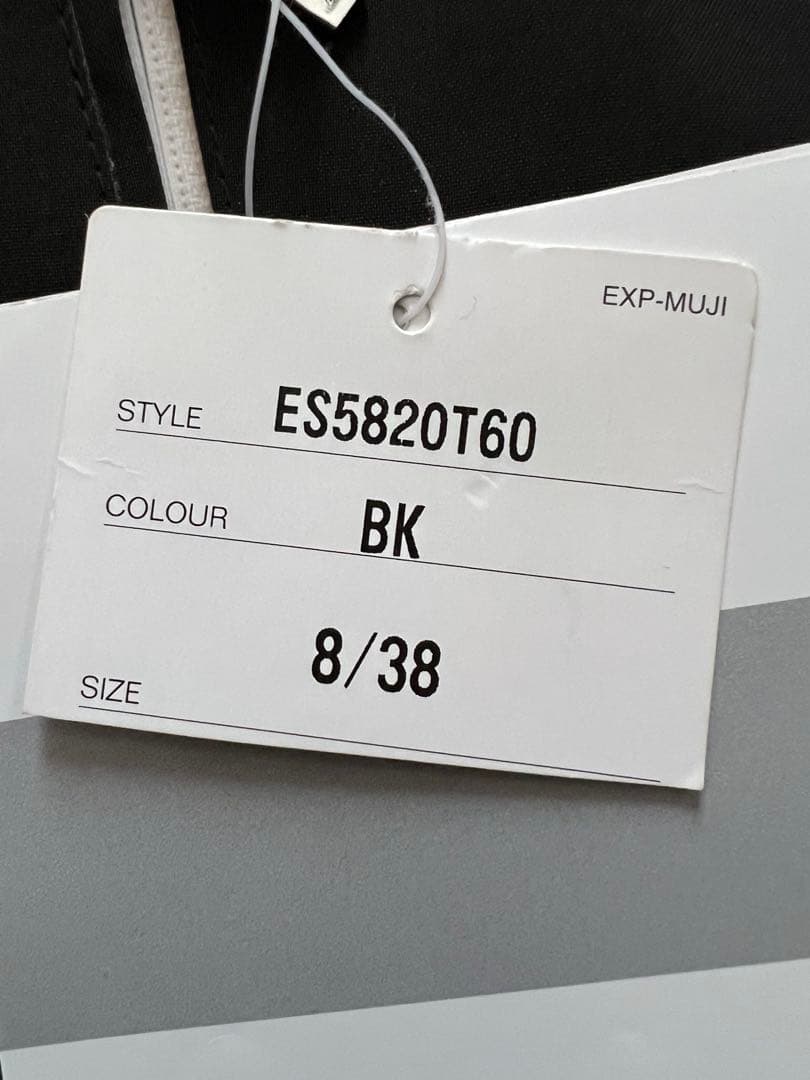 EXP-MUJI
STYLE ES5820T60
COLOUR BK
SIZE 8/38